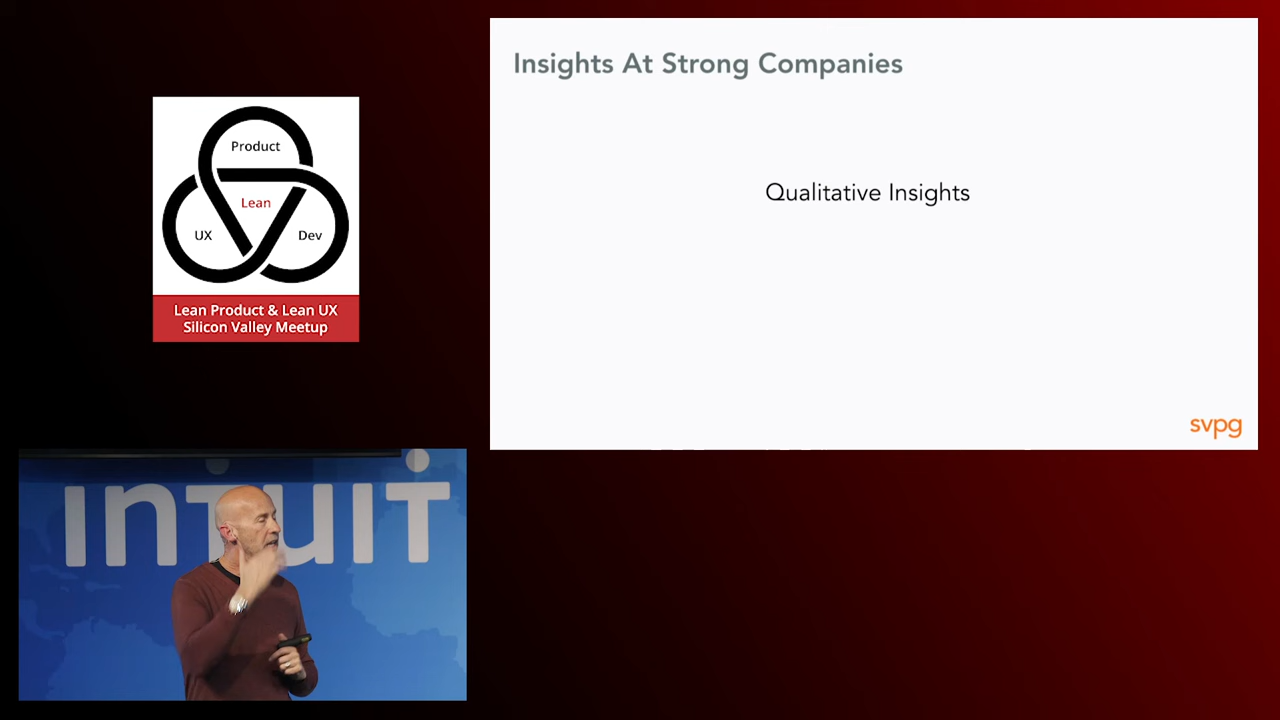 Insights At Strong Companies
Qualitative Insights
svpg
Product
Lean
UX
Dev
Lean Product & Lean UX
Silicon Valley Meetup
INTUIT